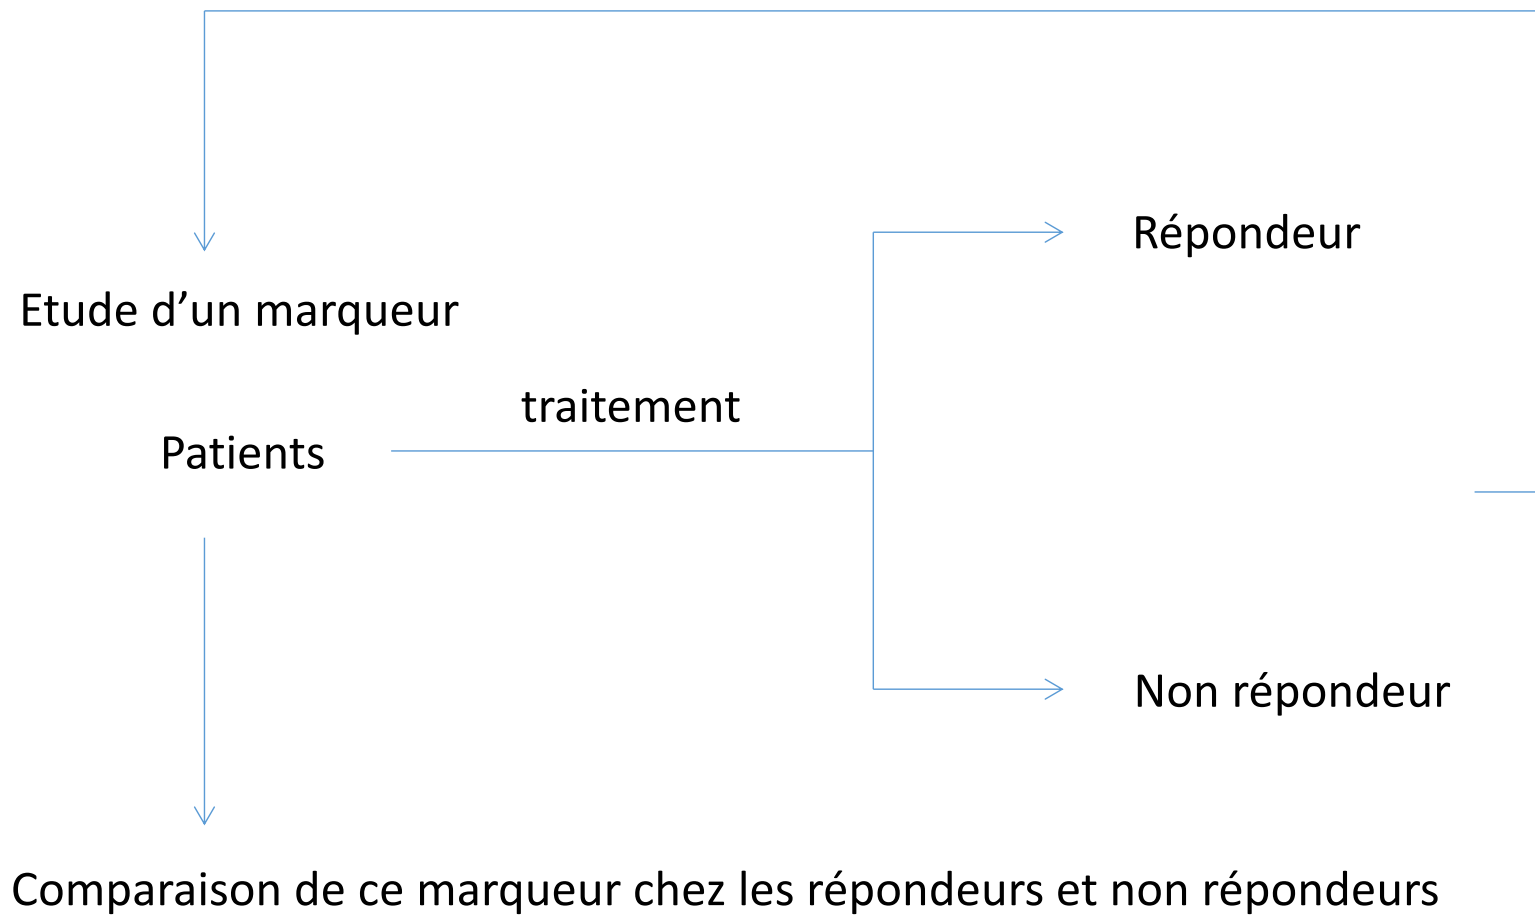 Répondeur
Etude d’un marqueur
traitement
Patients
Non répondeur
Comparaison de ce marqueur chez les répondeurs et non répondeurs